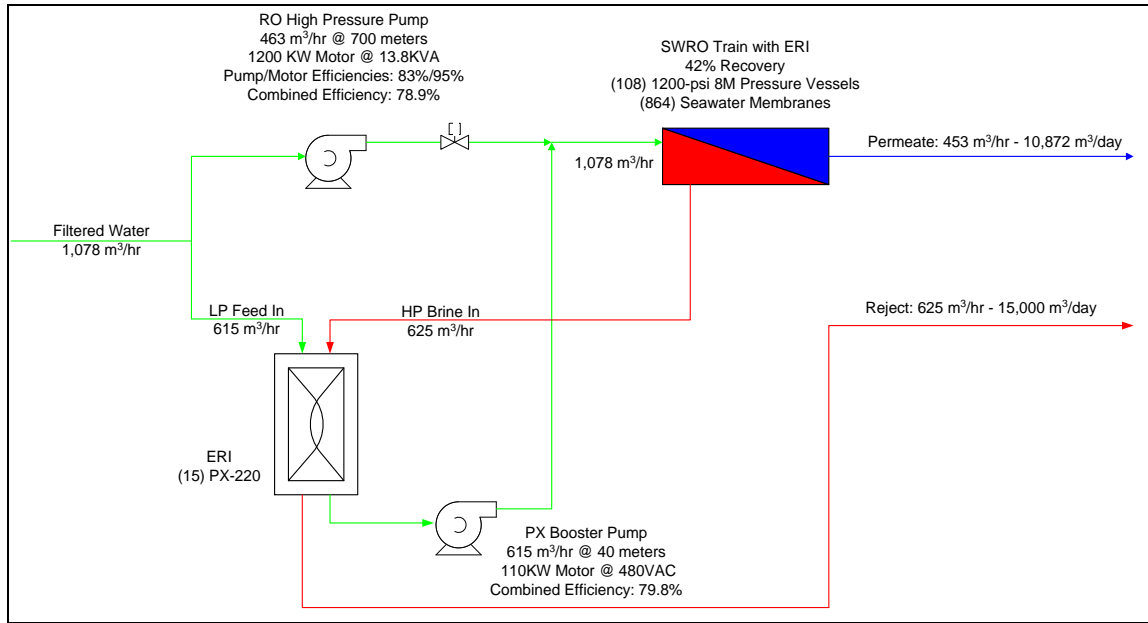 RO High Pressure Pump
463 m³/hr @ 700 meters
1200 KW Motor @ 13.8KVA
Pump/Motor Efficiencies: 83%/95%
Combined Efficiency: 78.9%
SWRO Train with ERI
42% Recovery
(108) 1200-psi 8M Pressure Vessels
(864) Seawater Membranes
[ ]
1,078 m³/hr
Permeate: 453 m³/hr - 10,872 m³/day
Filtered Water
1,078 m³/hr
LP Feed In
615 m³/hr
HP Brine In
625 m³/hr
Reject: 625 m³/hr - 15,000 m³/day
ERI
(15) PX-220
PX Booster Pump
615 m³/hr @ 40 meters
110KW Motor @ 480VAC
Combined Efficiency: 79.8%